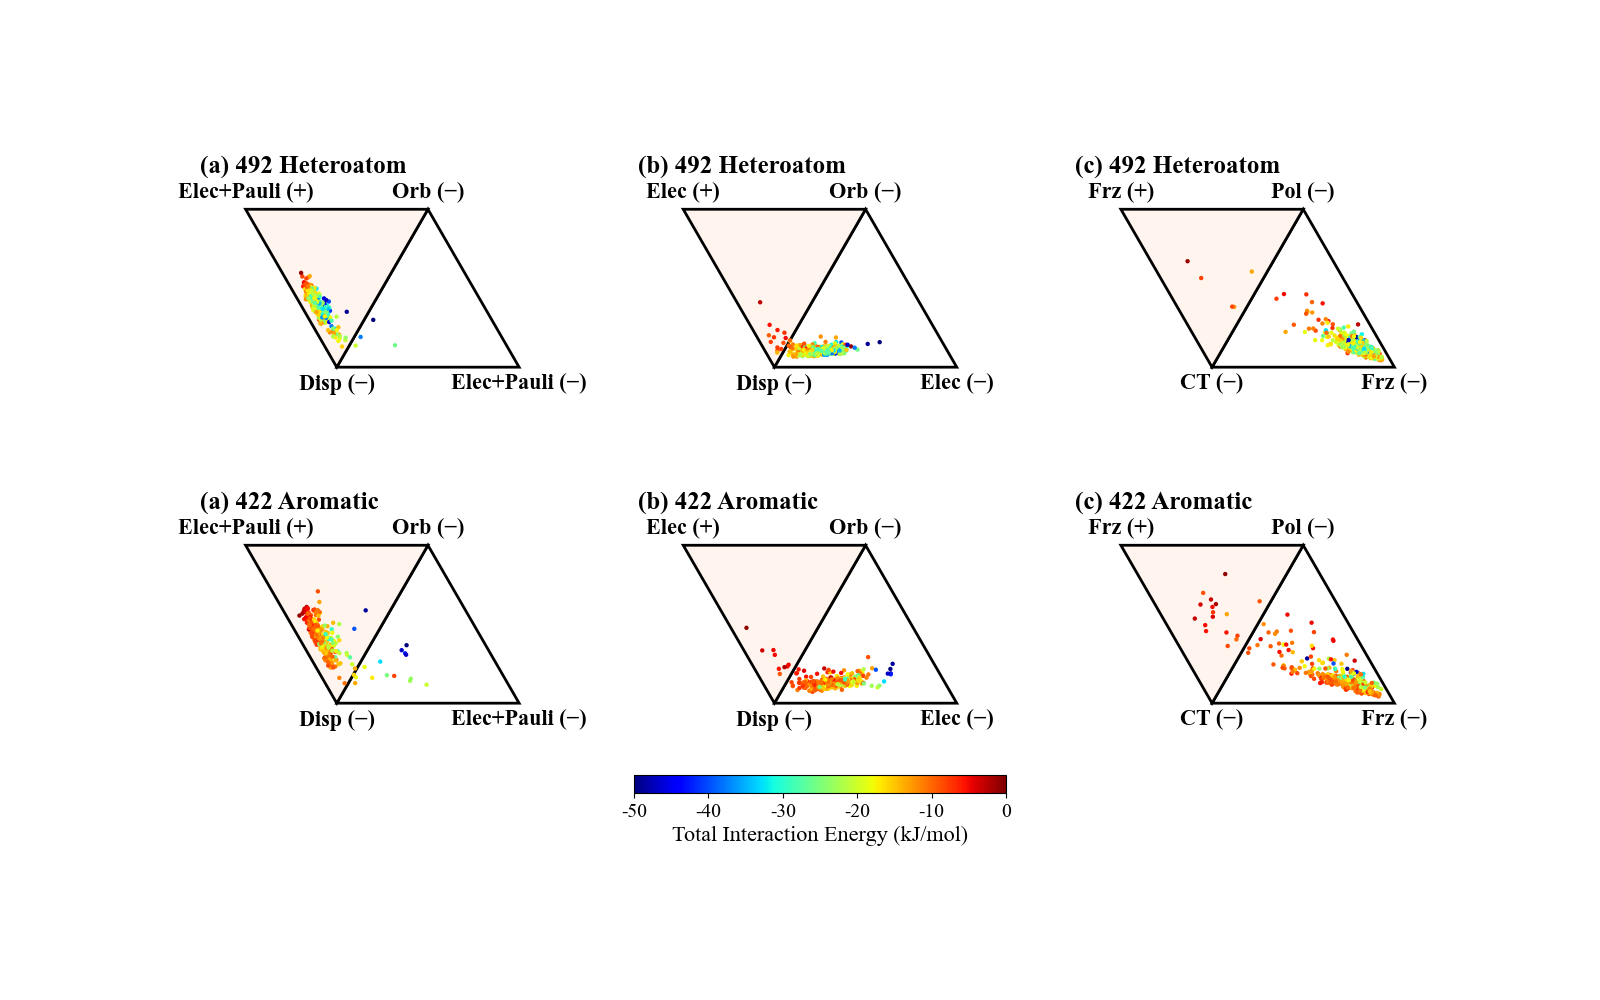 (a) 492 Heteroatom
Elec+Pauli (+) Orb (−)
Disp (−) Elec+Pauli (−)
(b) 492 Heteroatom
Elec (+) Orb (−)
Disp (−) Elec (−)
(c) 492 Heteroatom
Frz (+) Pol (−)
CT (−) Frz (−)
(a) 422 Aromatic
Elec+Pauli (+) Orb (−)
Disp (−) Elec+Pauli (−)
(b) 422 Aromatic
Elec (+) Orb (−)
Disp (−) Elec (−)
(c) 422 Aromatic
Frz (+) Pol (−)
CT (−) Frz (−)
-50 -40 -30 -20 -10 0
Total Interaction Energy (kJ/mol)